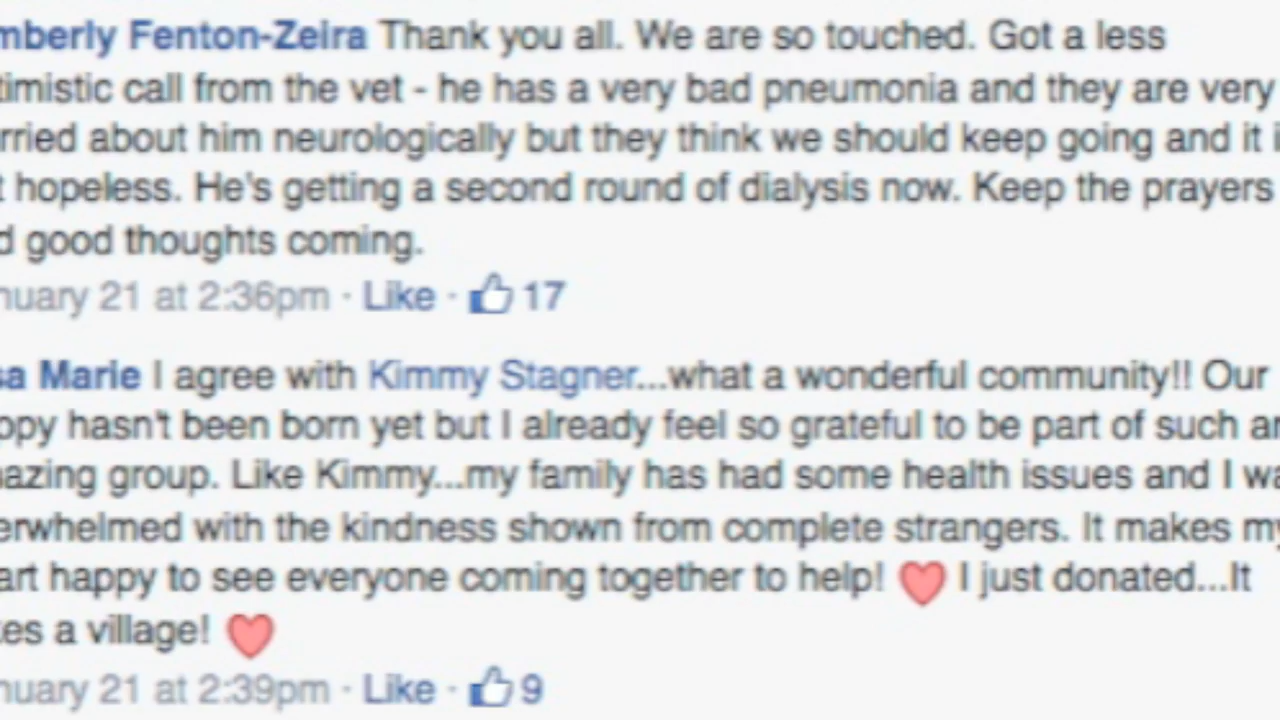 mberly Fenton-Zeira Thank you all. We are so touched. Got a less
timistic call from the vet - he has a very bad pneumonia and they are very
rried about him neurologically but they think we should keep going and it i
t hopeless. He's getting a second round of dialysis now. Keep the prayers
d good thoughts coming.
nuary 21 at 2:36pm · Like · 17
sa Marie I agree with Kimmy Stagner...what a wonderful community!! Our
ppy hasn't been born yet but I already feel so grateful to be part of such an
nazing group. Like Kimmy...my family has had some health issues and I wa
erwhelmed with the kindness shown from complete strangers. It makes my
art happy to see everyone coming together to help! ❤ I just donated...It
kes a village! ❤
nuary 21 at 2:39pm · Like · 9